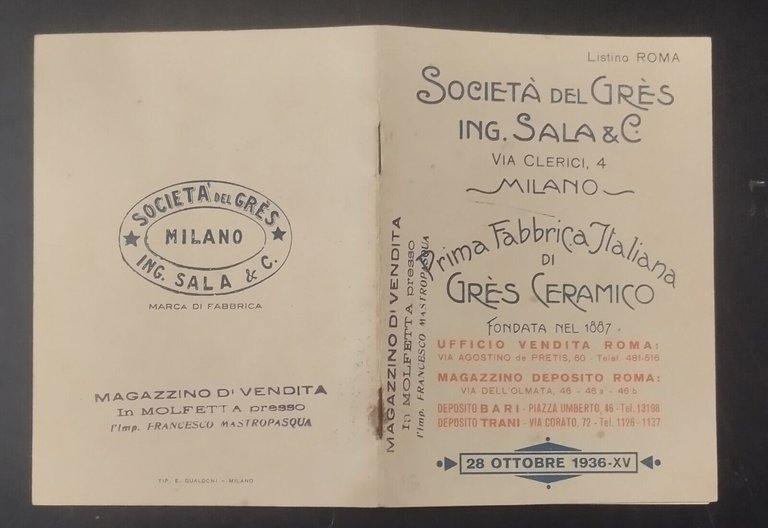 SOCIETÀ DEL GRÈS
MILANO
ING. SALA & C.
MARCA DI FABBRICA
MAGAZZINO DI VENDITA
In MOLFETTA presso
l'Imp. FRANCESCO MASTROPASQUA
TIP. E. GUALDONI - MILANO
MAGAZZINO DI VENDITA
In MOLFETTA presso
l'Imp. FRANCESCO MASTROPASQUA
Listino ROMA
SOCIETÀ DEL GRÈS
ING. SALA & C.
VIA CLERICI, 4
MILANO
Prima Fabbrica Italiana
DI
GRÈS CERAMICO
FONDATA NEL 1887
UFFICIO VENDITA ROMA:
VIA AGOSTINO de PRETIS, 60 - Telef. 481-516
MAGAZZINO DEPOSITO ROMA:
VIA DELL'OLMATA, 46 - 46 a - 46 b
DEPOSITO BARI - PIAZZA UMBERTO, 46 - Tel. 13198
DEPOSITO TRANI - VIA CORATO, 72 - Tel. 1126 - 1137
28 OTTOBRE 1936-XV